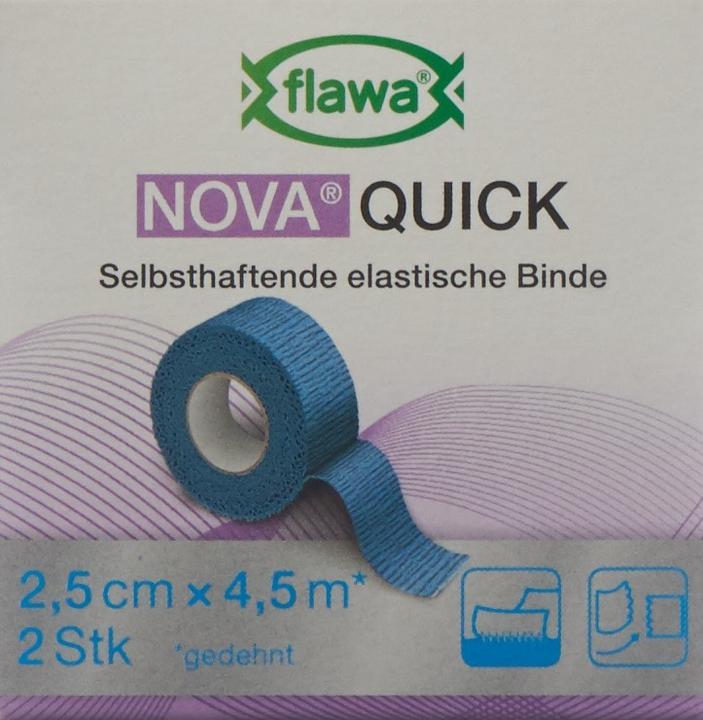 flawa®
NOVA® QUICK
Selbsthaftende elastische Binde
2,5 cm x 4,5 m*
2 Stk *gedehnt